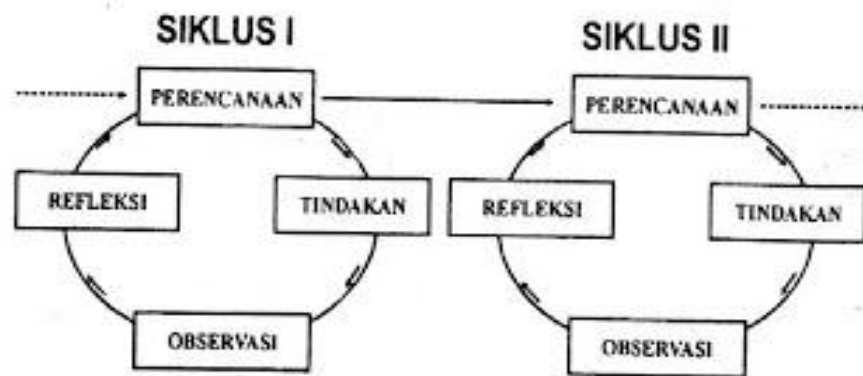 SIKLUS I
PERENCANAAN
REFLEKSI
TINDAKAN
OBSERVASI
SIKLUS II
PERENCANAAN
REFLEKSI
TINDAKAN
OBSERVASI